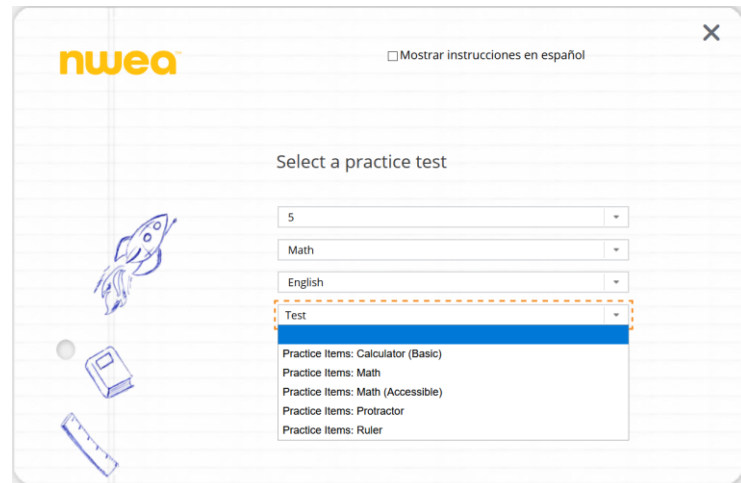 nwea
Mostrar instrucciones en español
Select a practice test
5
Math
English
Test
Practice Items: Calculator (Basic)
Practice Items: Math
Practice Items: Math (Accessible)
Practice Items: Protractor
Practice Items: Ruler